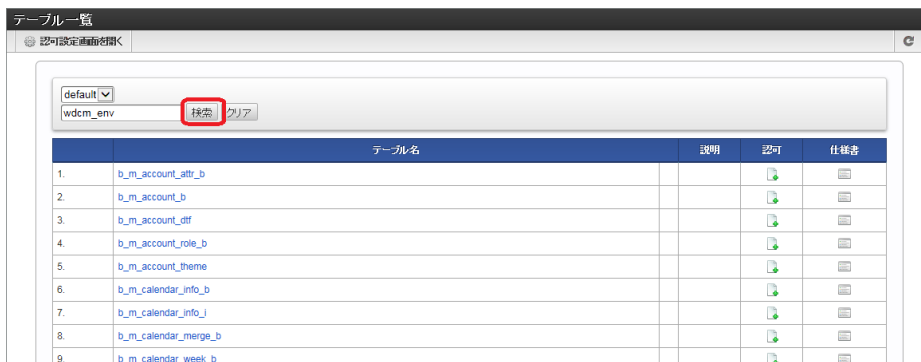 テーブル一覧
認可設定画面を開く
default
wdcm_env 検索 クリア
テーブル名 説明 認可 仕様書
1. b_m_account_attr_b
2. b_m_account_b
3. b_m_account_dtf
4. b_m_account_role_b
5. b_m_account_theme
6. b_m_calendar_info_b
7. b_m_calendar_info_i
8. b_m_calendar_merge_b
9. b_m_calendar_week_b